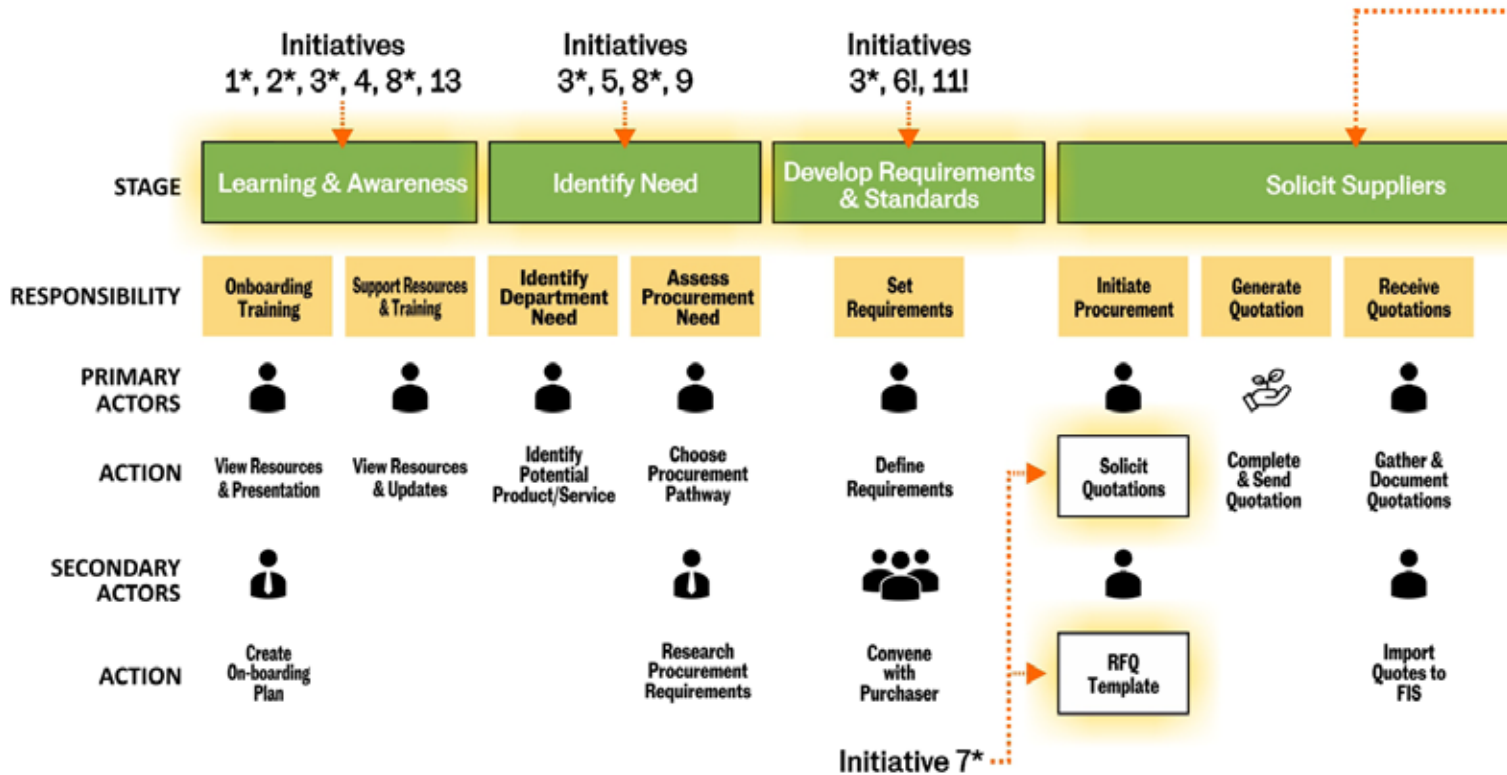 Initiatives
1*, 2*, 3*, 4, 8*, 13
Initiatives
3*, 5, 8*, 9
Initiatives
3*, 6!, 11!
STAGE
Learning & Awareness
Identify Need
Develop Requirements
& Standards
Solicit Suppliers
RESPONSIBILITY
Onboarding
Training
Support Resources
& Training
Identify
Department
Need
Assess
Procurement
Need
Set
Requirements
Initiate
Procurement
Generate
Quotation
Receive
Quotations
PRIMARY
ACTORS
ACTION
View Resources
& Presentation
View Resources
& Updates
Identify
Potential
Product/Service
Choose
Procurement
Pathway
Define
Requirements
Solicit
Quotations
Complete
& Send
Quotation
Gather &
Document
Quotations
SECONDARY
ACTORS
ACTION
Create
On-boarding
Plan
Research
Procurement
Requirements
Convene
with
Purchaser
RFQ
Template
Import
Quotes to
FIS
Initiative 7*